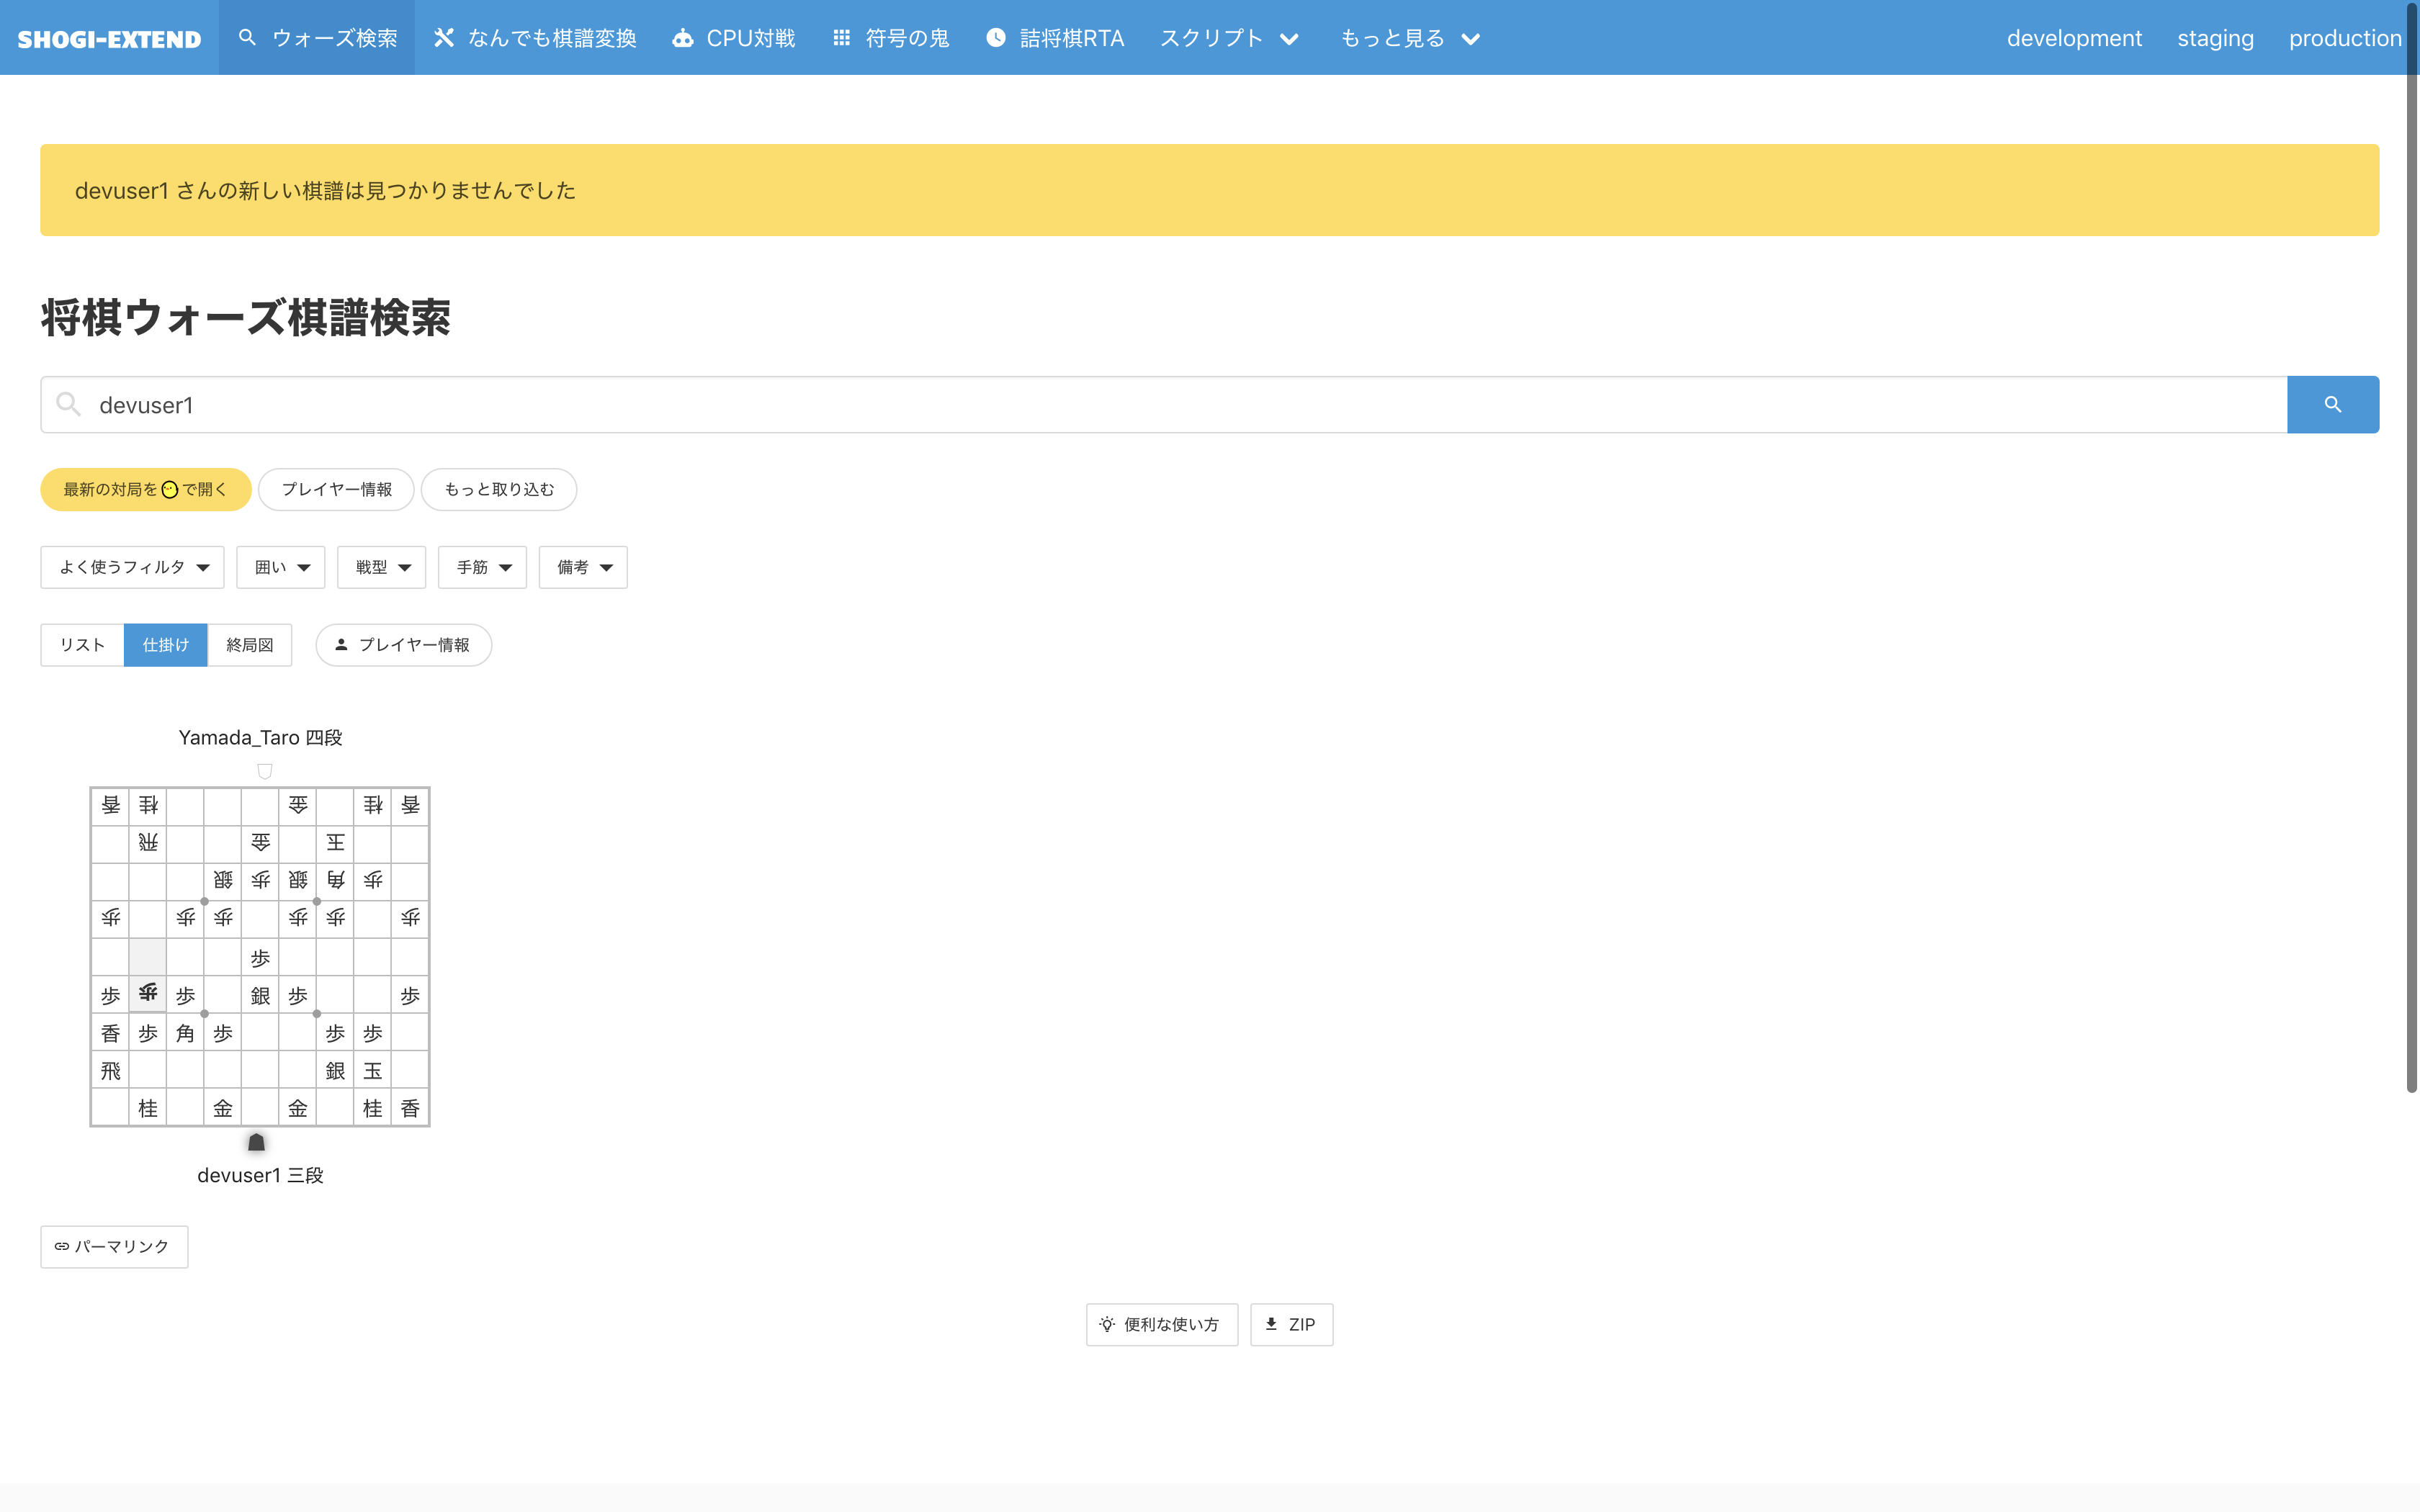 SHOGI-EXTEND ウォーズ検索 なんでも棋譜変換 CPU対戦 符号の鬼 詰将棋RTA スクリプト もっと見る development staging production
devuser1 さんの新しい棋譜は見つかりませんでした
将棋ウォーズ棋譜検索
devuser1
最新の対局を で開く プレイヤー情報 もっと取り込む
よく使うフィルタ 囲い 戦型 手筋 備考
リスト 仕掛け 終局図 プレイヤー情報
Yamada_Taro 四段
香 桂 金 桂 香
飛 金 王
銀 歩 銀 角 歩
歩 歩 歩 歩 歩 歩
歩
歩 歩 歩 銀 歩 歩
香 歩 角 歩 歩 歩
飛 銀 玉
桂 金 金 桂 香
devuser1 三段
パーマリンク
便利な使い方 ZIP